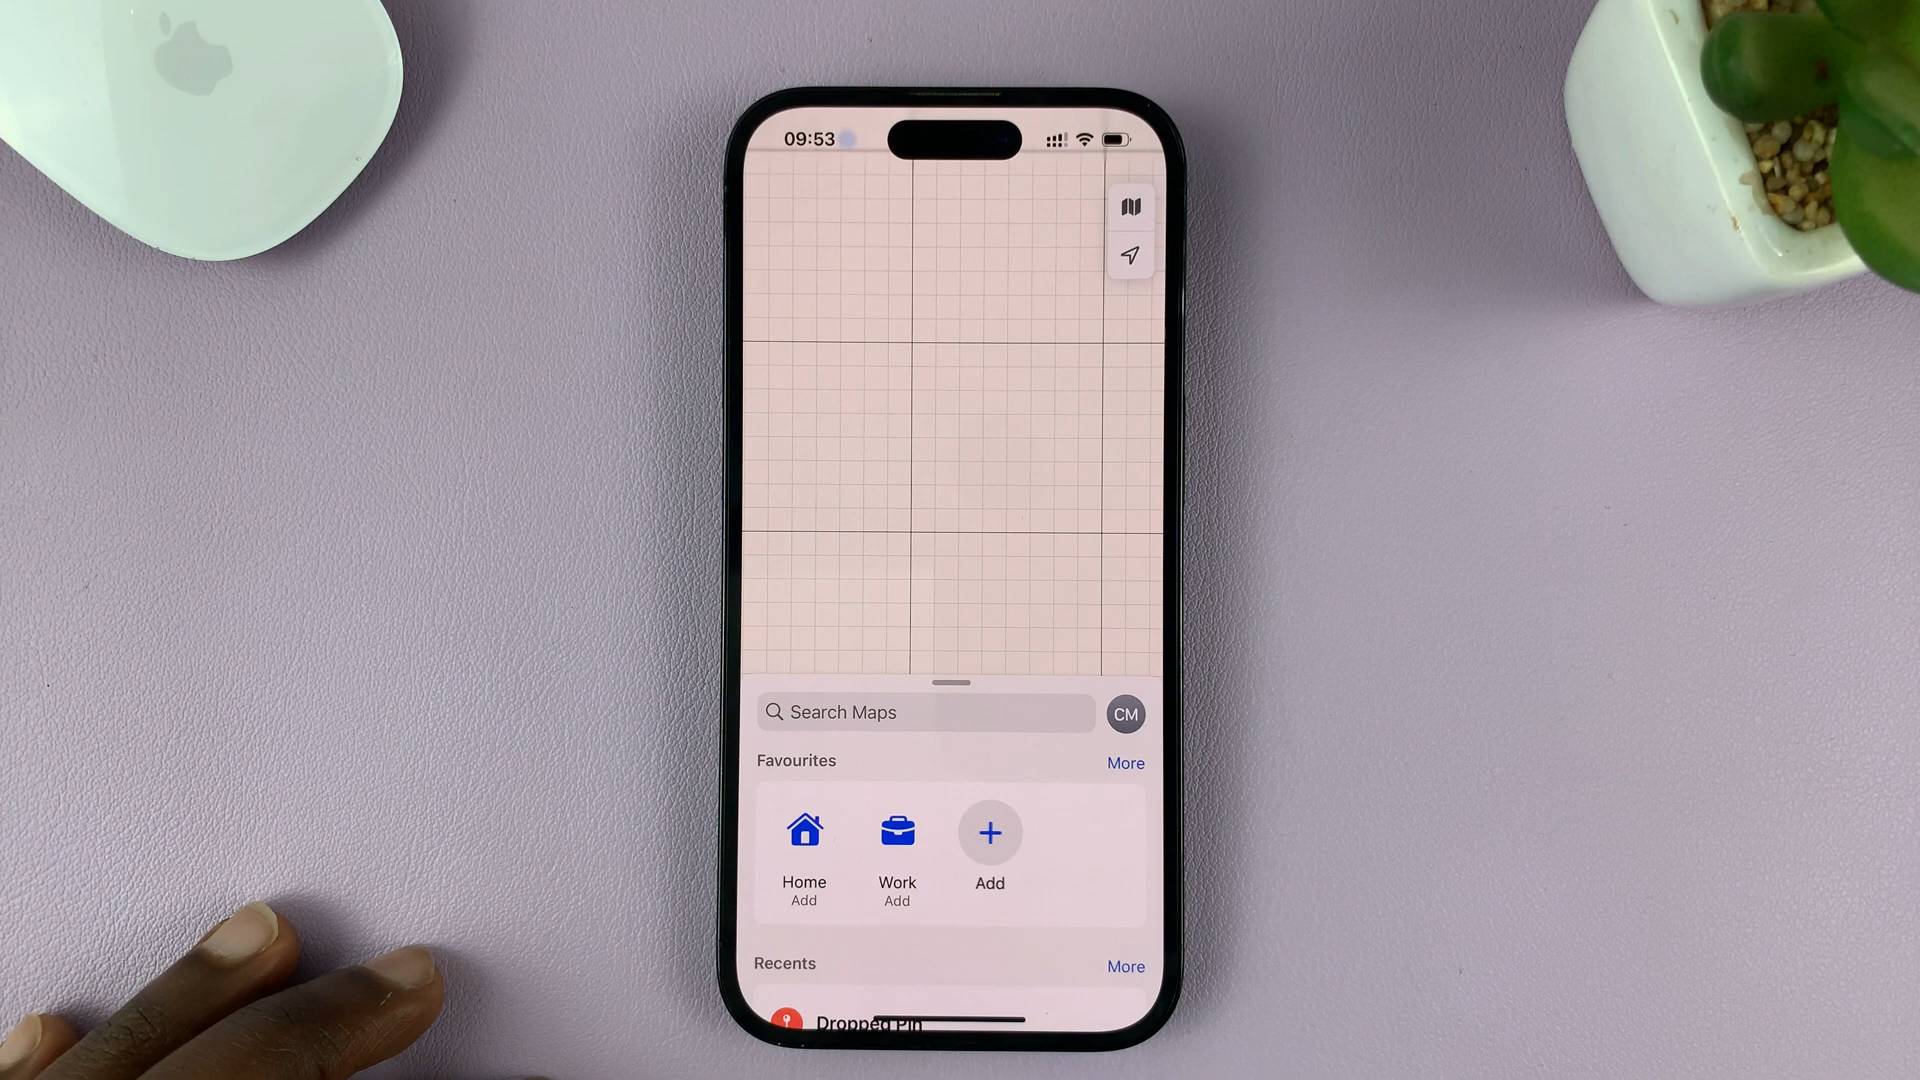 09:53
Search Maps
CM
Favourites
More
Home
Add
Work
Add
Add
Recents
More
Dropped Pin